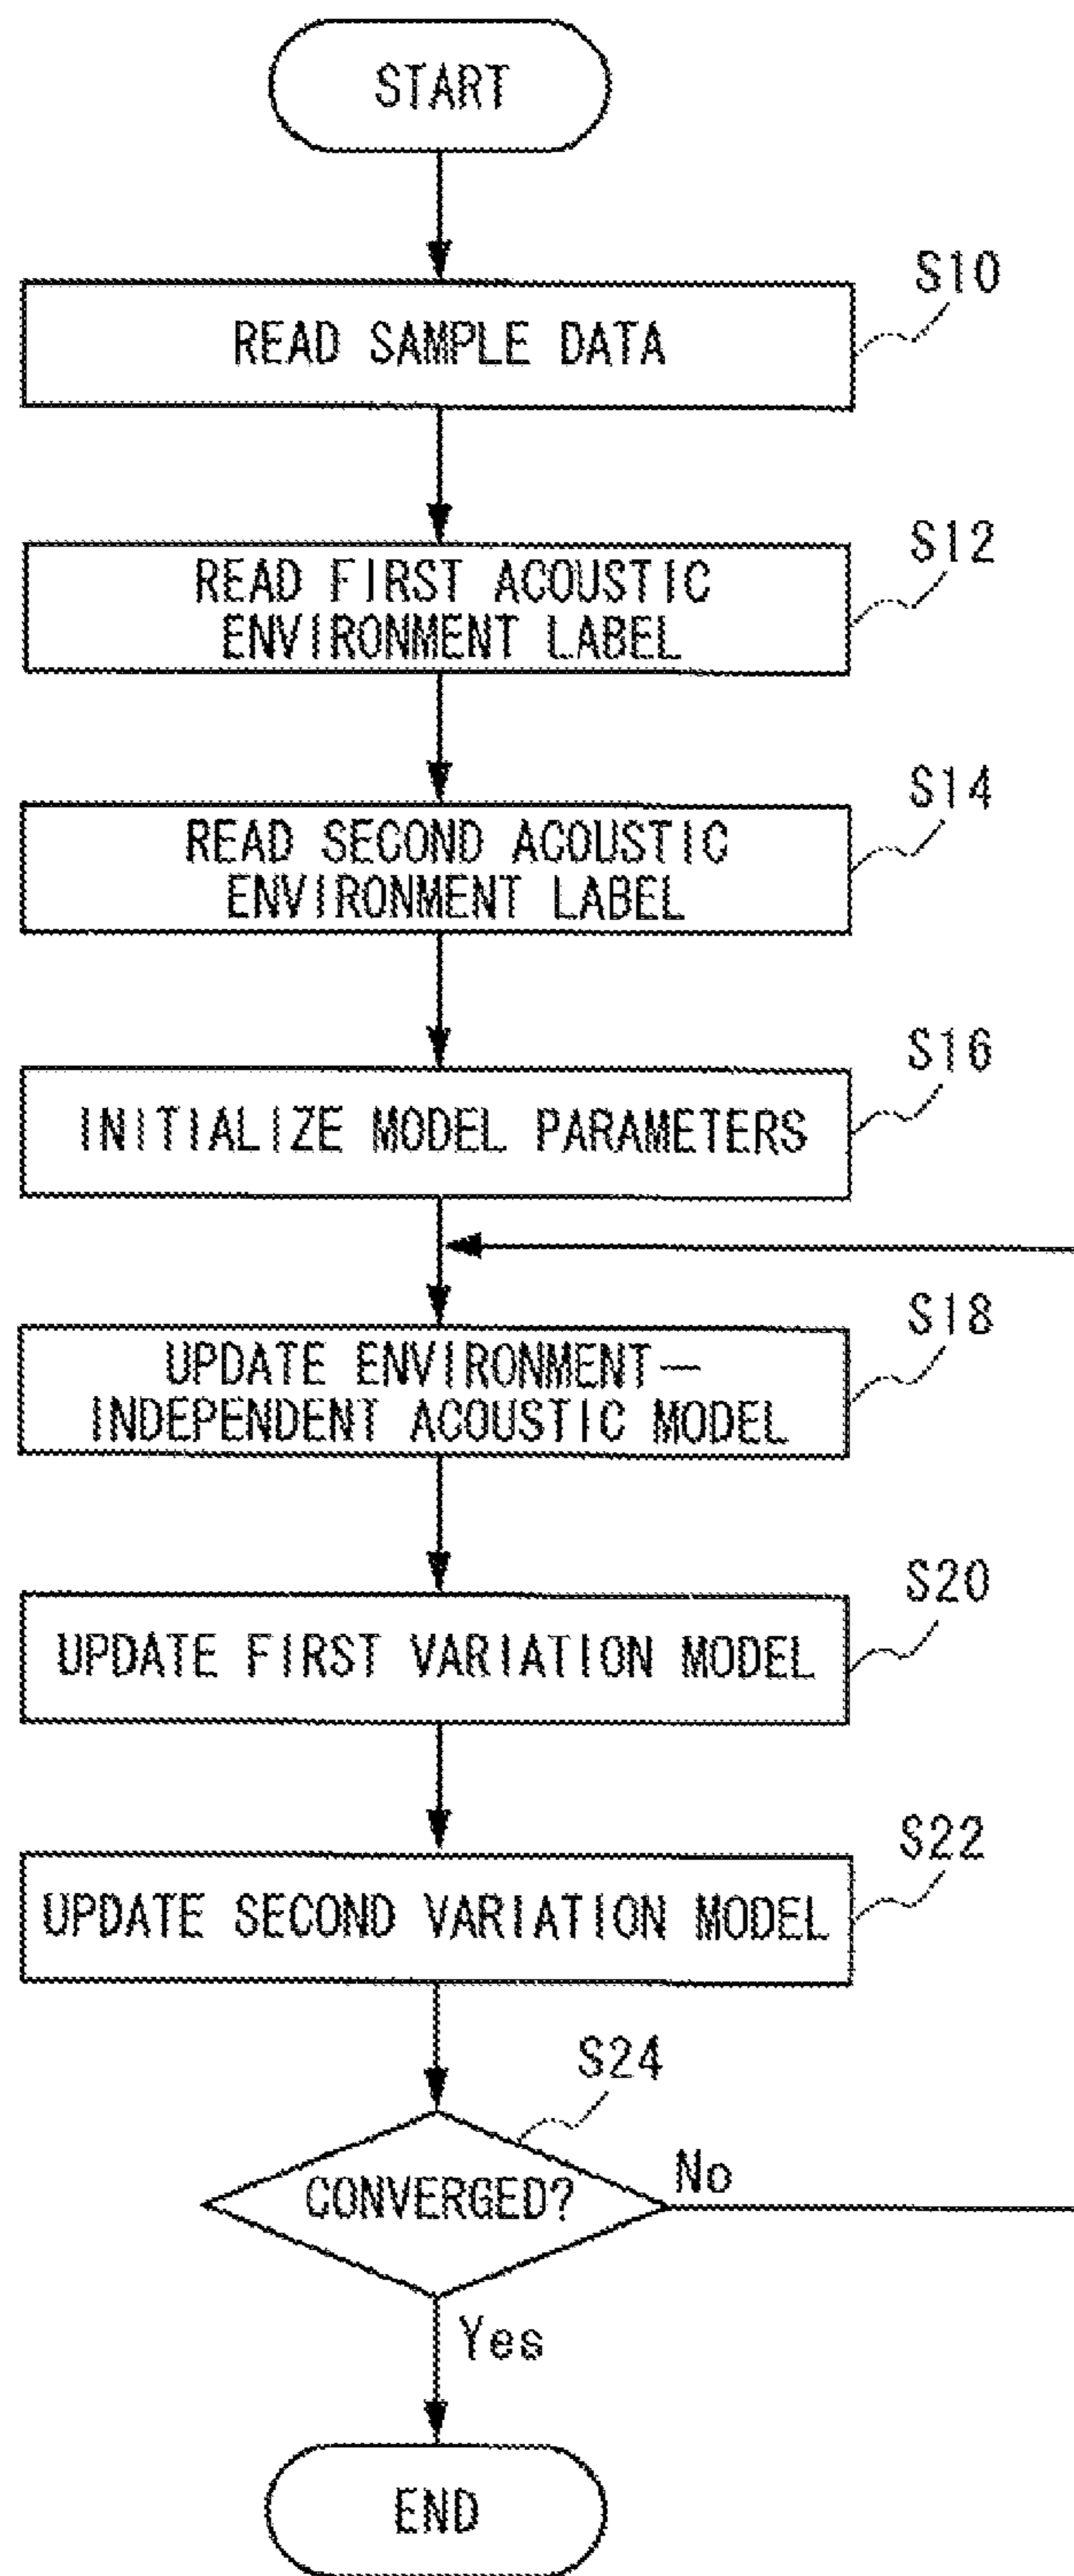 START
S10
READ SAMPLE DATA
S12
READ FIRST ACOUSTIC
ENVIRONMENT LABEL
S14
READ SECOND ACOUSTIC
ENVIRONMENT LABEL
S16
INITIALIZE MODEL PARAMETERS
S18
UPDATE ENVIRONMENT—
INDEPENDENT ACOUSTIC MODEL
S20
UPDATE FIRST VARIATION MODEL
S22
UPDATE SECOND VARIATION MODEL
S24
CONVERGED?
No
Yes
END